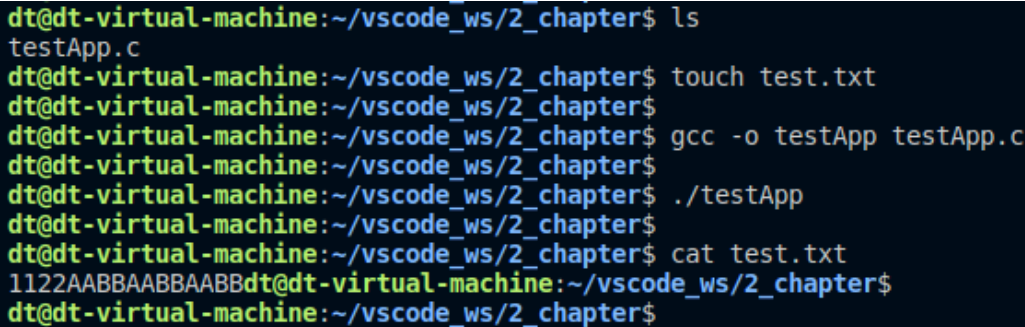 dt@dt-virtual-machine:~/vscode_ws/2_chapter$ ls
testApp.c
dt@dt-virtual-machine:~/vscode_ws/2_chapter$ touch test.txt
dt@dt-virtual-machine:~/vscode_ws/2_chapter$
dt@dt-virtual-machine:~/vscode_ws/2_chapter$ gcc -o testApp testApp.c
dt@dt-virtual-machine:~/vscode_ws/2_chapter$
dt@dt-virtual-machine:~/vscode_ws/2_chapter$ ./testApp
dt@dt-virtual-machine:~/vscode_ws/2_chapter$
dt@dt-virtual-machine:~/vscode_ws/2_chapter$ cat test.txt
1122AABBAABBAABBdt@dt-virtual-machine:~/vscode_ws/2_chapter$
dt@dt-virtual-machine:~/vscode_ws/2_chapter$